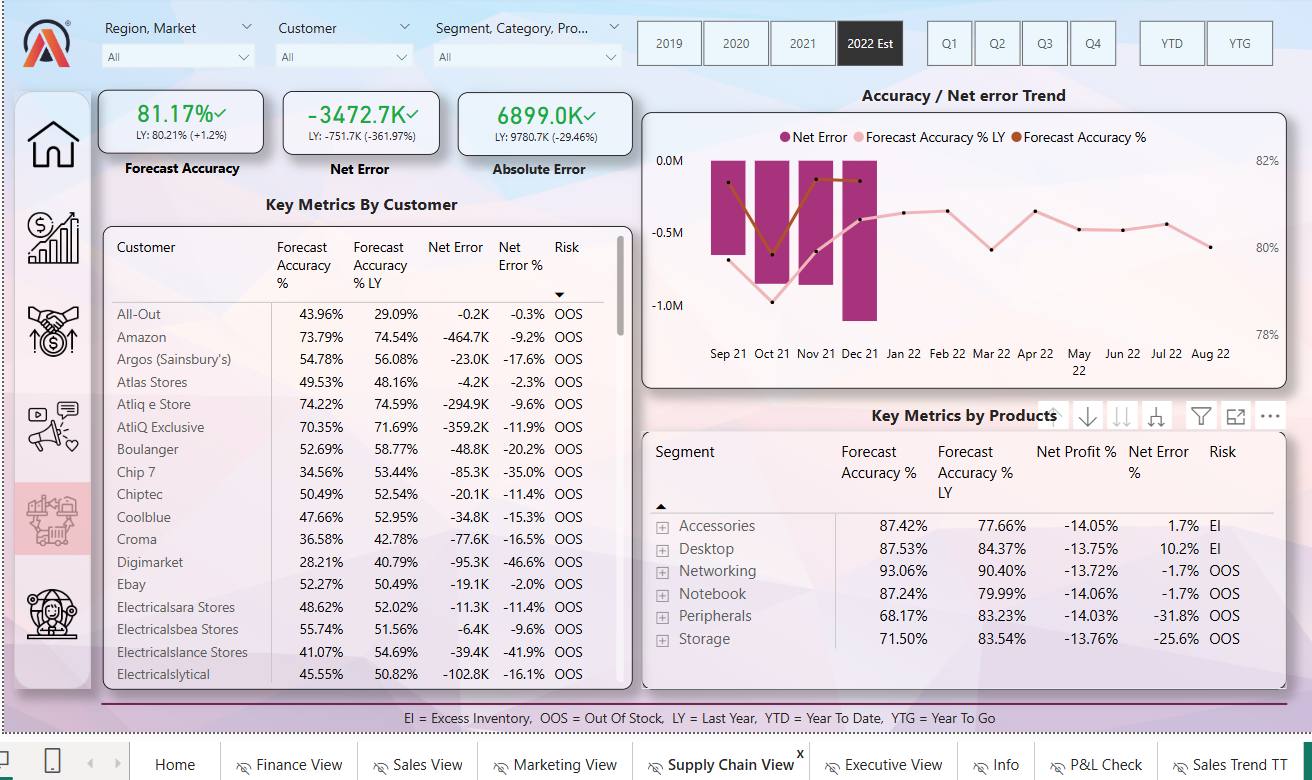 Region, Market
Customer
Segment, Category, Pro...
All
All
All
2019
2020
2021
2022 Est
Q1
Q2
Q3
Q4
YTD
YTG
81.17%
LY: 80.21% (+1.2%)
Forecast Accuracy
-3472.7K
LY: -751.7K (-361.97%)
Net Error
6899.0K
LY: 9780.7K (-29.46%)
Absolute Error
Key Metrics By Customer
Customer Forecast Accuracy % Forecast Accuracy % LY Net Error Net Error % Risk
All-Out 43.96% 29.09% -0.2K -0.3% OOS
Amazon 73.79% 74.54% -464.7K -9.2% OOS
Argos (Sainsbury's) 54.78% 56.08% -23.0K -17.6% OOS
Atlas Stores 49.53% 48.16% -4.2K -2.3% OOS
Atliq e Store 74.22% 74.59% -294.9K -9.6% OOS
AtliQ Exclusive 70.35% 71.69% -359.2K -11.9% OOS
Boulanger 52.69% 58.77% -48.8K -20.2% OOS
Chip 7 34.56% 53.44% -85.3K -35.0% OOS
Chiptec 50.49% 52.54% -20.1K -11.4% OOS
Coolblue 47.66% 52.95% -34.8K -15.3% OOS
Croma 36.58% 42.78% -77.6K -16.5% OOS
Digimarket 28.21% 40.79% -95.3K -46.6% OOS
Ebay 52.27% 50.49% -19.1K -2.0% OOS
Electricalsara Stores 48.62% 52.02% -11.3K -11.4% OOS
Electricalsbea Stores 55.74% 51.56% -6.4K -9.6% OOS
Electricalslance Stores 41.07% 54.69% -39.4K -41.9% OOS
Electricalslytical 45.55% 50.82% -102.8K -16.1% OOS
Accuracy / Net error Trend
Net Error Forecast Accuracy % LY Forecast Accuracy %
0.0M
-0.5M
-1.0M
82%
80%
78%
Sep 21 Oct 21 Nov 21 Dec 21 Jan 22 Feb 22 Mar 22 Apr 22 May 22 Jun 22 Jul 22 Aug 22
Key Metrics by Products
Segment Forecast Accuracy % Forecast Accuracy % LY Net Profit % Net Error % Risk
Accessories 87.42% 77.66% -14.05% 1.7% EI
Desktop 87.53% 84.37% -13.75% 10.2% EI
Networking 93.06% 90.40% -13.72% -1.7% OOS
Notebook 87.24% 79.99% -14.06% -1.7% OOS
Peripherals 68.17% 83.23% -14.03% -31.8% OOS
Storage 71.50% 83.54% -13.76% -25.6% OOS
EI = Excess Inventory, OOS = Out Of Stock, LY = Last Year, YTD = Year To Date, YTG = Year To Go
Home
Finance View
Sales View
Marketing View
Supply Chain View
X
Executive View
Info
P&L Check
Sales Trend TT